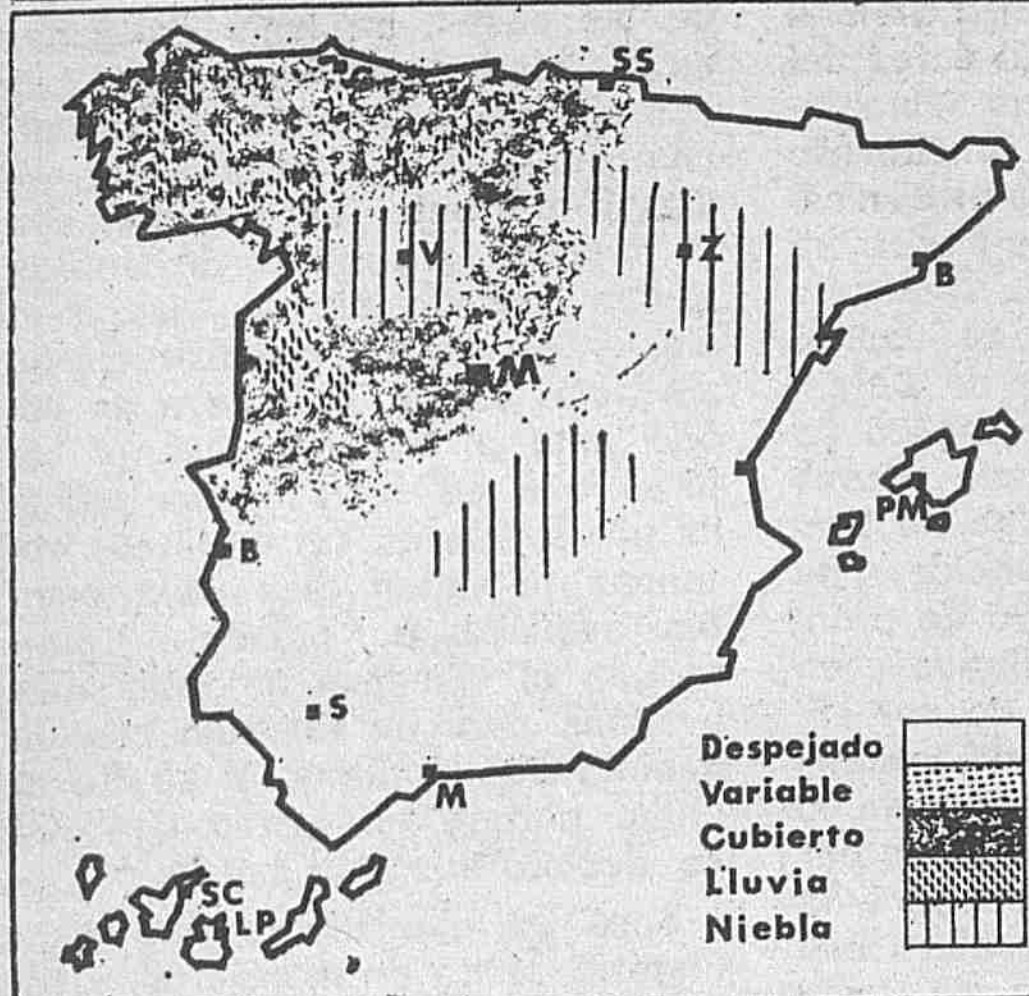 SS
G
V
Z
B
M
PM
B
S
M
SC
LP
Despejado
Variable
Cubierto
Lluvia
Niebla